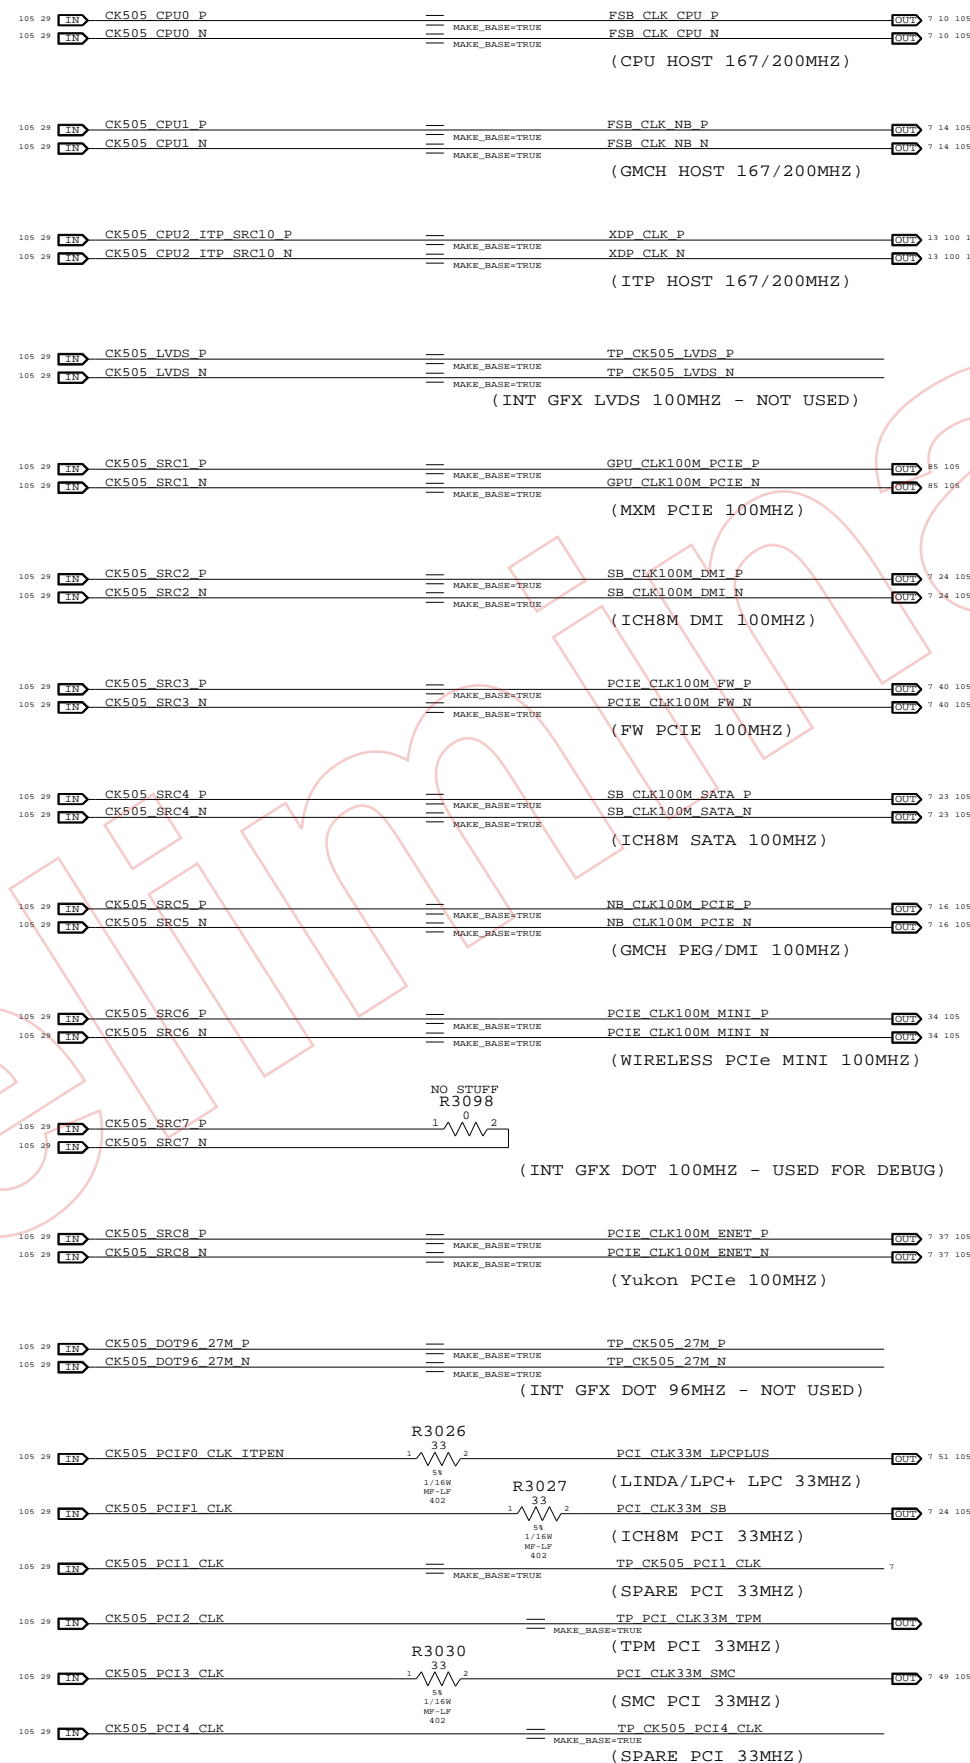 105 29 IN CK505_CPU0_P FSB_CLK_CPU_P OUT 7 10 105
MAKE_BASE=TRUE
105 29 IN CK505_CPU0_N FSB_CLK_CPU_N OUT 7 10 105
MAKE_BASE=TRUE
(CPU HOST 167/200MHZ)
105 29 IN CK505_CPU1_P FSB_CLK_NB_P OUT 7 14 105
MAKE_BASE=TRUE
105 29 IN CK505_CPU1_N FSB_CLK_NB_N OUT 7 14 105
MAKE_BASE=TRUE
(GMCH HOST 167/200MHZ)
105 29 IN CK505_CPU2_ITP_SRC10_P XDP_CLK_P OUT 13 100 1
MAKE_BASE=TRUE
105 29 IN CK505_CPU2_ITP_SRC10_N XDP_CLK_N OUT 13 100 1
MAKE_BASE=TRUE
(ITP HOST 167/200MHZ)
105 29 IN CK505_LVDS_P TP_CK505_LVDS_P
MAKE_BASE=TRUE
105 29 IN CK505_LVDS_N TP_CK505_LVDS_N
MAKE_BASE=TRUE
(INT GFX LVDS 100MHZ - NOT USED)
105 29 IN CK505_SRC1_P GPU_CLK100M_PCIE_P OUT 85 105
MAKE_BASE=TRUE
105 29 IN CK505_SRC1_N GPU_CLK100M_PCIE_N OUT 85 105
MAKE_BASE=TRUE
(MXM PCIE 100MHZ)
105 29 IN CK505_SRC2_P SB_CLK100M_DMI_P OUT 7 24 105
MAKE_BASE=TRUE
105 29 IN CK505_SRC2_N SB_CLK100M_DMI_N OUT 7 24 105
MAKE_BASE=TRUE
(ICH8M DMI 100MHZ)
105 29 IN CK505_SRC3_P PCIE_CLK100M_FW_P OUT 7 40 105
MAKE_BASE=TRUE
105 29 IN CK505_SRC3_N PCIE_CLK100M_FW_N OUT 7 40 105
MAKE_BASE=TRUE
(FW PCIE 100MHZ)
105 29 IN CK505_SRC4_P SB_CLK100M_SATA_P OUT 7 23 105
MAKE_BASE=TRUE
105 29 IN CK505_SRC4_N SB_CLK100M_SATA_N OUT 7 23 105
MAKE_BASE=TRUE
(ICH8M SATA 100MHZ)
105 29 IN CK505_SRC5_P NB_CLK100M_PCIE_P OUT 7 16 105
MAKE_BASE=TRUE
105 29 IN CK505_SRC5_N NB_CLK100M_PCIE_N OUT 7 16 105
MAKE_BASE=TRUE
(GMCH PEG/DMI 100MHZ)
105 29 IN CK505_SRC6_P PCIE_CLK100M_MINI_P OUT 34 105
MAKE_BASE=TRUE
105 29 IN CK505_SRC6_N PCIE_CLK100M_MINI_N OUT 34 105
MAKE_BASE=TRUE
(WIRELESS PCIe MINI 100MHZ)
NO STUFF
R3098
0
105 29 IN CK505_SRC7_P 1 2
105 29 IN CK505_SRC7_N
(INT GFX DOT 100MHZ - USED FOR DEBUG)
105 29 IN CK505_SRC8_P PCIE_CLK100M_ENET_P OUT 7 37 105
MAKE_BASE=TRUE
105 29 IN CK505_SRC8_N PCIE_CLK100M_ENET_N OUT 7 37 105
MAKE_BASE=TRUE
(Yukon PCIe 100MHZ)
105 29 IN CK505_DOT96_27M_P TP_CK505_27M_P
MAKE_BASE=TRUE
105 29 IN CK505_DOT96_27M_N TP_CK505_27M_N
MAKE_BASE=TRUE
(INT GFX DOT 96MHZ - NOT USED)
R3026
33
105 29 IN CK505_PCIF0_CLK_ITPEN 1 2 PCI_CLK33M_LPCPLUS OUT 7 51 105
5%
1/16W
MF-LF
402
(LINDA/LPC+ LPC 33MHZ)
R3027
33
105 29 IN CK505_PCIF1_CLK 1 2 PCI_CLK33M_SB OUT 7 24 105
5%
1/16W
MF-LF
402
(ICH8M PCI 33MHZ)
105 29 IN CK505_PCI1_CLK TP_CK505_PCI1_CLK 7
MAKE_BASE=TRUE
(SPARE PCI 33MHZ)
105 29 IN CK505_PCI2_CLK TP_PCI_CLK33M_TPM OUT
MAKE_BASE=TRUE
(TPM PCI 33MHZ)
R3030
33
105 29 IN CK505_PCI3_CLK 1 2 PCI_CLK33M_SMC OUT 7 49 105
5%
1/16W
MF-LF
402
(SMC PCI 33MHZ)
105 29 IN CK505_PCI4_CLK TP_CK505_PCI4_CLK
MAKE_BASE=TRUE
(SPARE PCI 33MHZ)
elimina